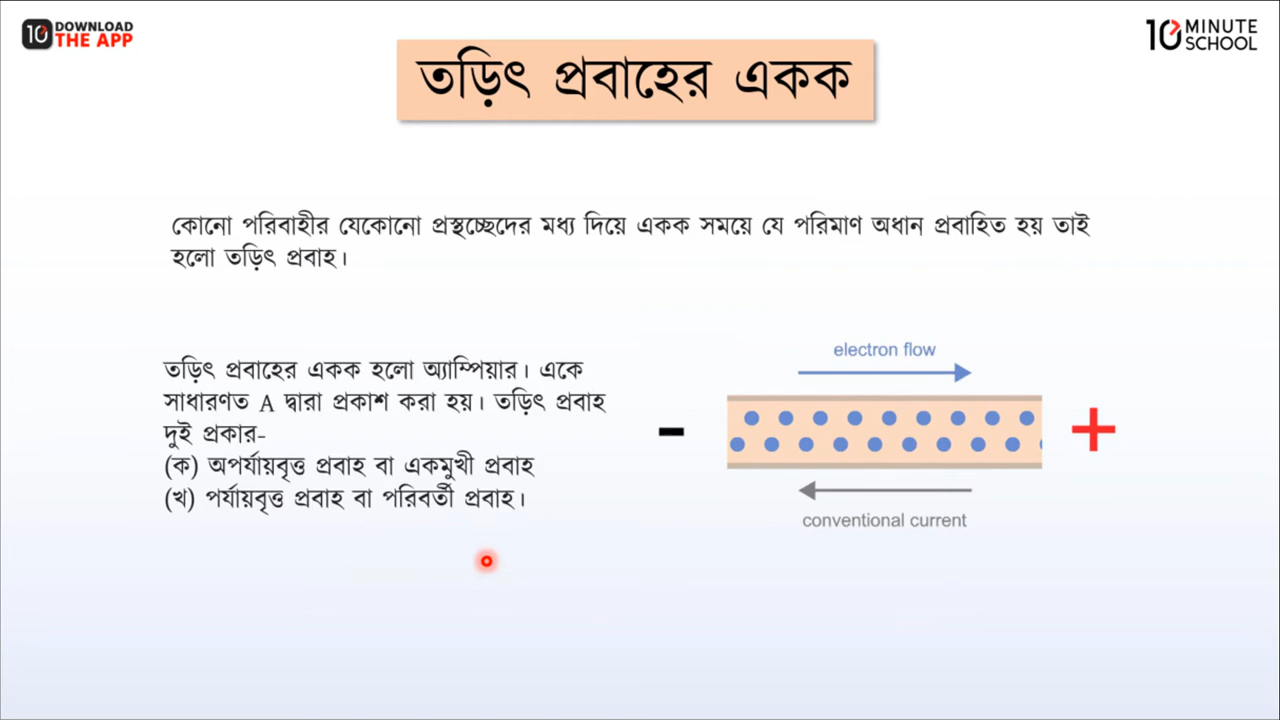 10 DOWNLOAD
THE APP
10 MINUTE
SCHOOL
তড়িৎ প্রবাহের একক
কোনো পরিবাহীর যেকোনো প্রস্থচ্ছেদের মধ্য দিয়ে একক সময়ে যে পরিমাণ অধান প্রবাহিত হয় তাই
হলো তড়িৎ প্রবাহ।
তড়িৎ প্রবাহের একক হলো অ্যাম্পিয়ার। একে
সাধারণত A দ্বারা প্রকাশ করা হয়। তড়িৎ প্রবাহ
দুই প্রকার-
(ক) অপর্যায়বৃত্ত প্রবাহ বা একমুখী প্রবাহ
(খ) পর্যায়বৃত্ত প্রবাহ বা পরিবর্তী প্রবাহ।
electron flow
- +
conventional current